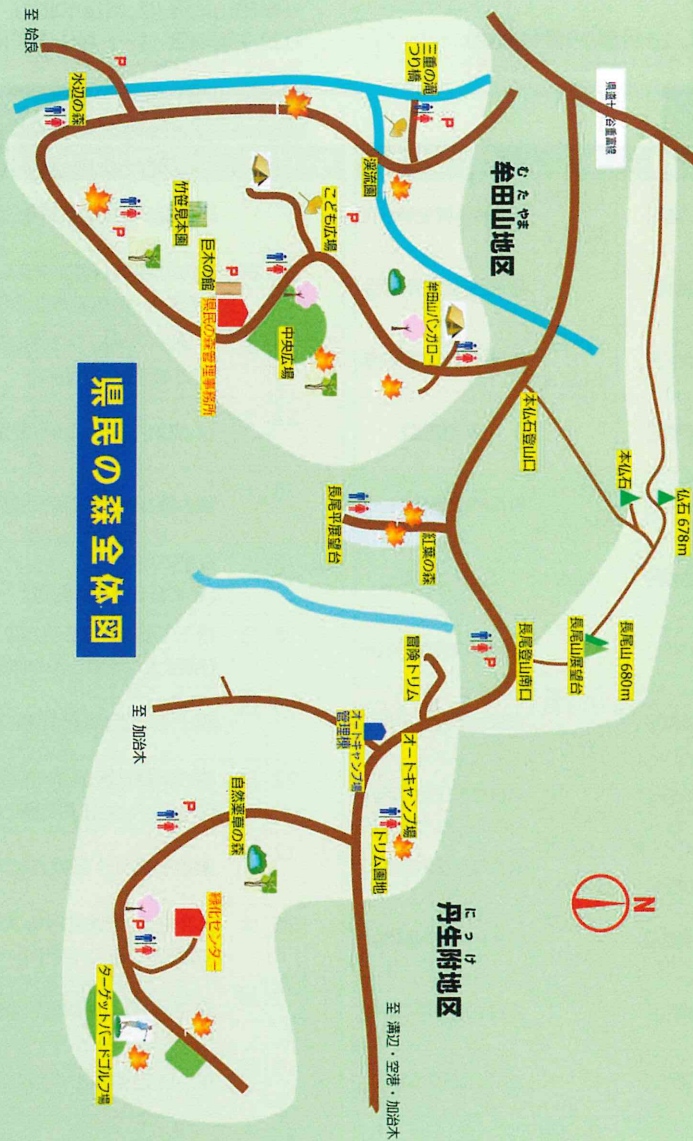 県民の森全体図
N
県道十三谷重富線
牟田山地区
むたやま
仏石 678m
本仏石
長尾山 680m
長尾山展望台
本仏石登山口
長尾登山南口
三重の滝
つり橋
P
渓流園
至 姶良
P
水辺の森
こども広場
P
牟田山バンガロー
竹笹見本園
P
巨木の館
P
県民の森管理事務所
中央広場
紅葉の森
長尾平展望台
P
冒険トリム
オートキャンプ場
オートキャンプ場
管理棟
トリム園地
至 加治木
丹生附地区
にっけ
自然薬草の森
P
緑化センター
P
ターゲットバードゴルフ場
至 溝辺・空港・加治木